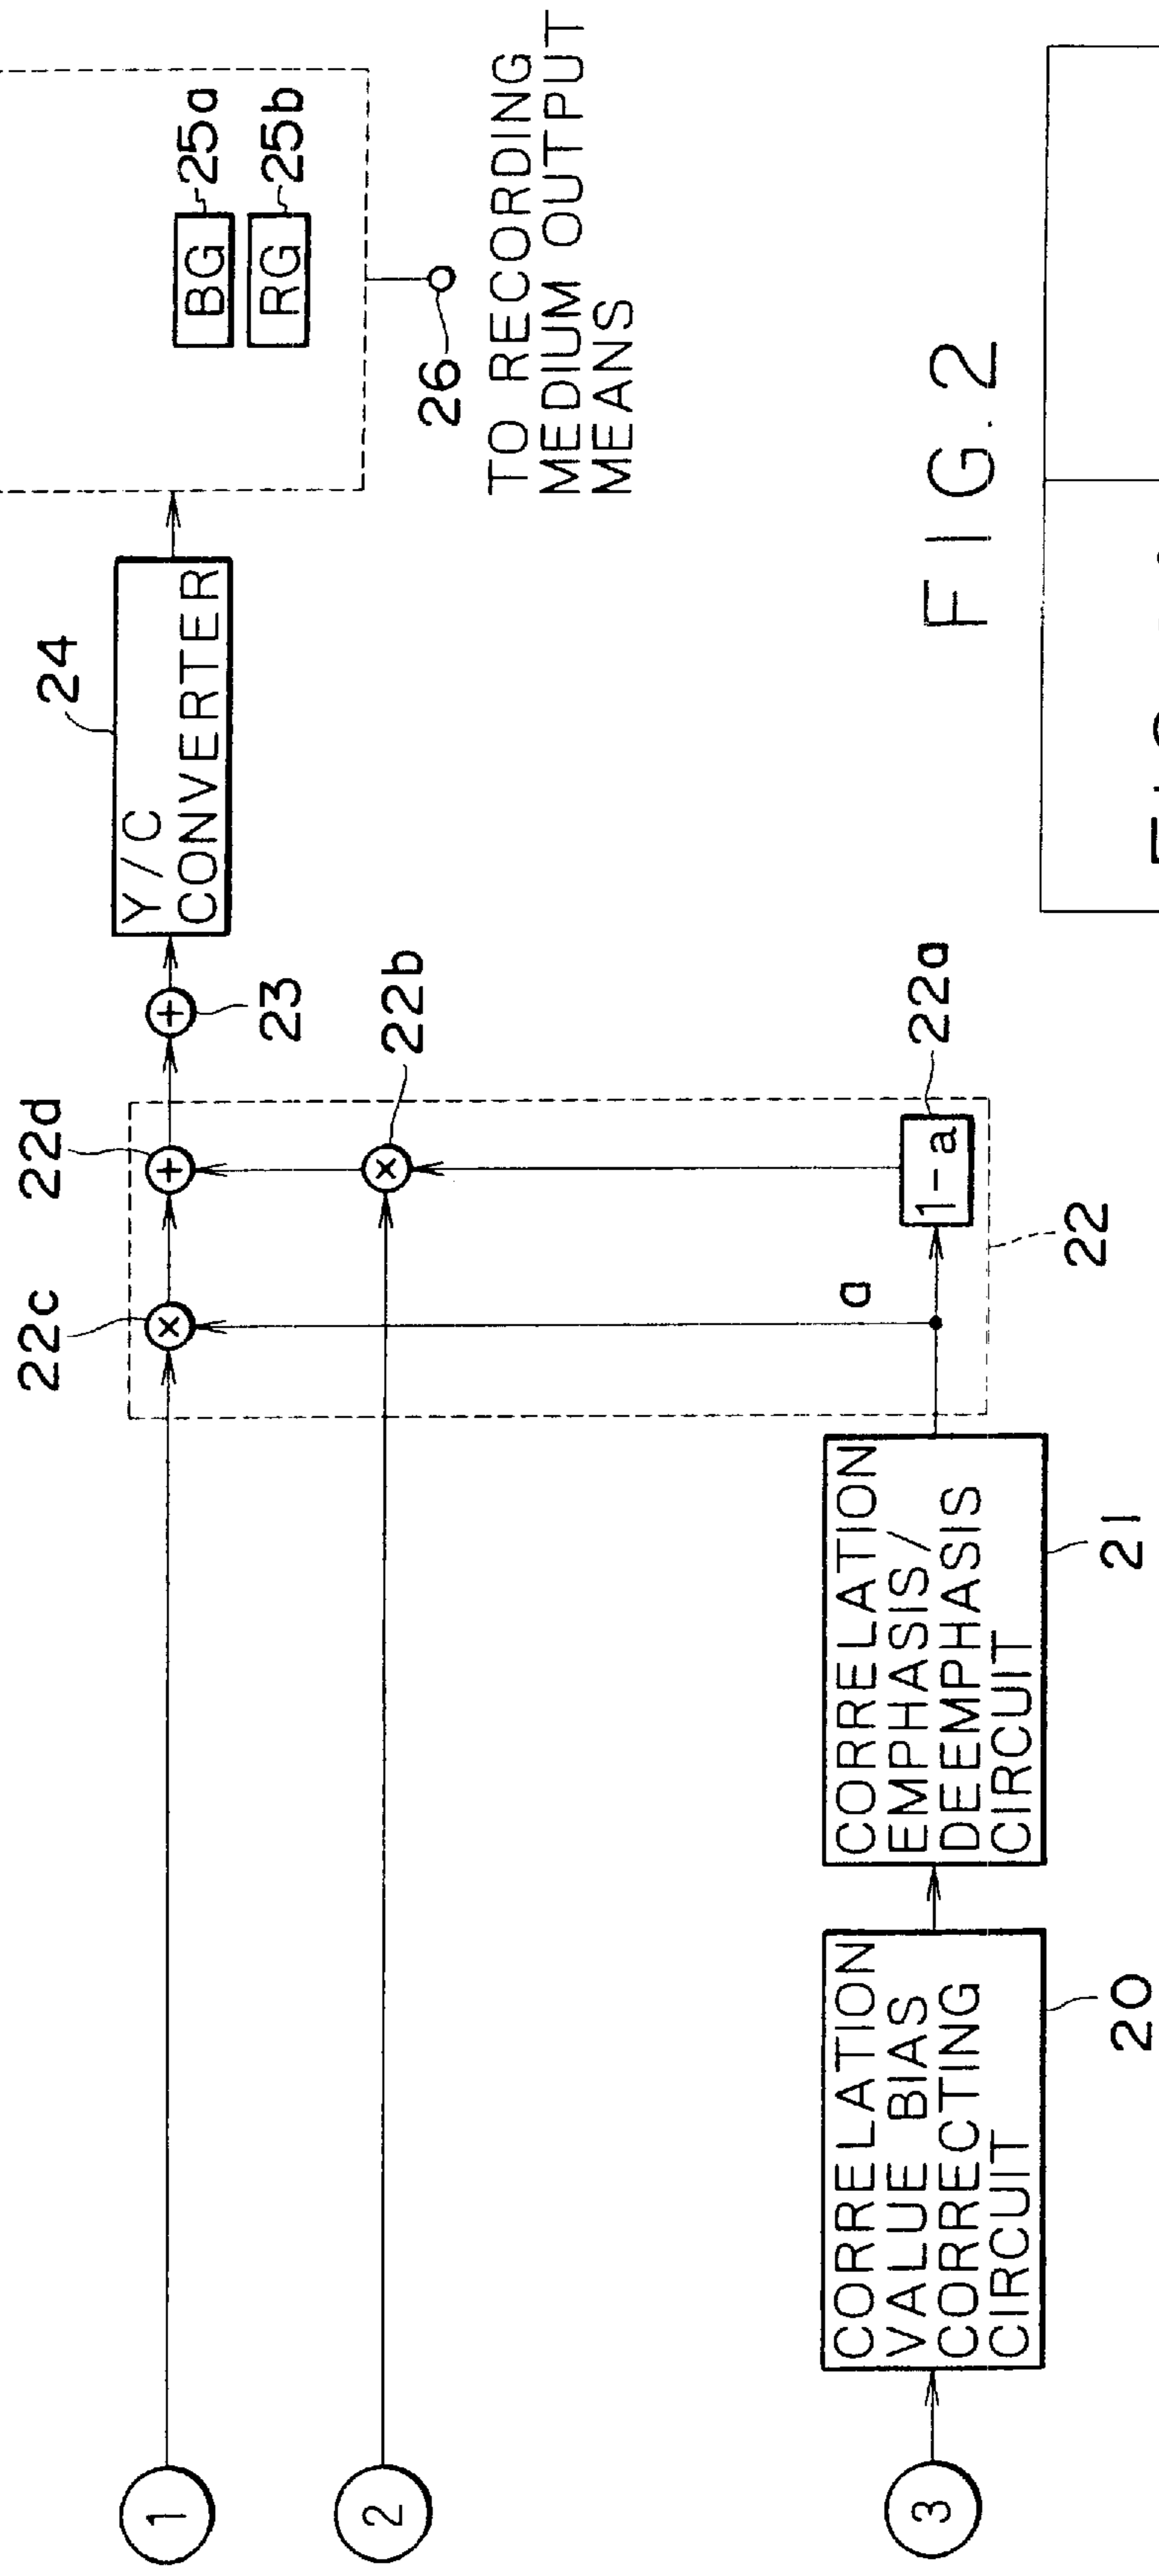 22c
22d
24
Y/C
CONVERTER
BG
25a
RG
25b
26
TO RECORDING
MEDIUM OUTPUT
MEANS
1
23
2
22b
a
1-a
22a
22
3
CORRELATION
VALUE BIAS
CORRECTING
CIRCUIT
20
CORRELATION
EMPHASIS/
DEEMPHASIS
CIRCUIT
21
FIG. 2